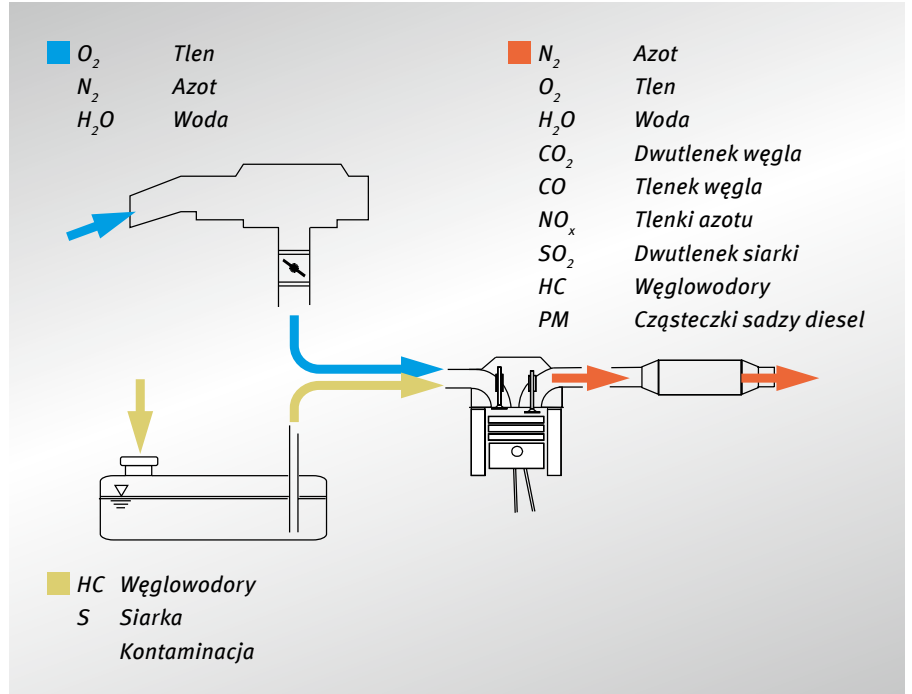 O₂ Tlen
N₂ Azot
H₂O Woda
N₂ Azot
O₂ Tlen
H₂O Woda
CO₂ Dwutlenek węgla
CO Tlenek węgla
NOₓ Tlenki azotu
SO₂ Dwutlenek siarki
HC Węglowodory
PM Cząsteczki sadzy diesel
HC Węglowodory
S Siarka
Kontaminacja